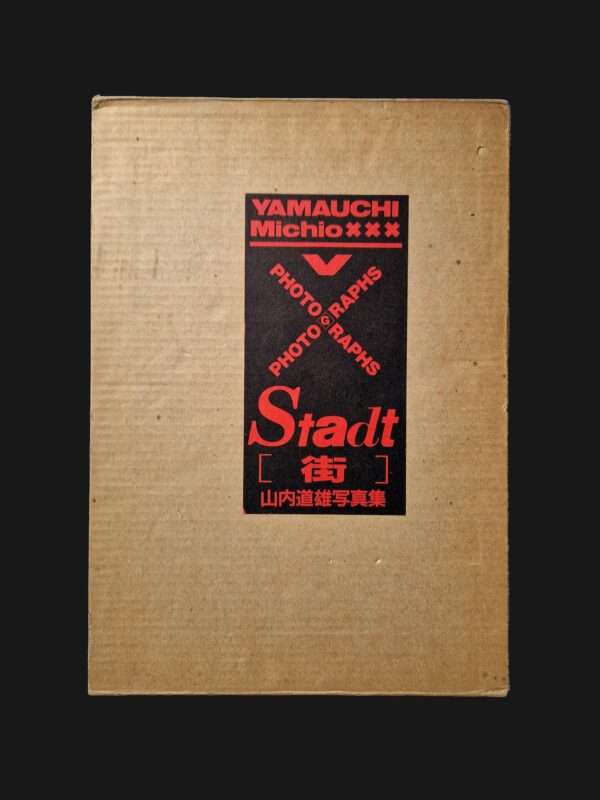 YAMAUCHI
Michio×××
PHOTOGRAPHS
PHOTOGRAPHS
Stadt
[街]
山内道雄写真集